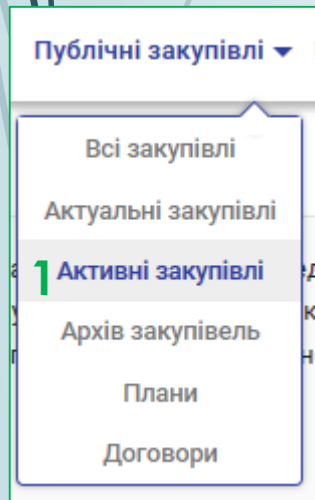 Публічні закупівлі
Всі закупівлі
Актуальні закупівлі
1 Активні закупівлі
Архів закупівель
Плани
Договори